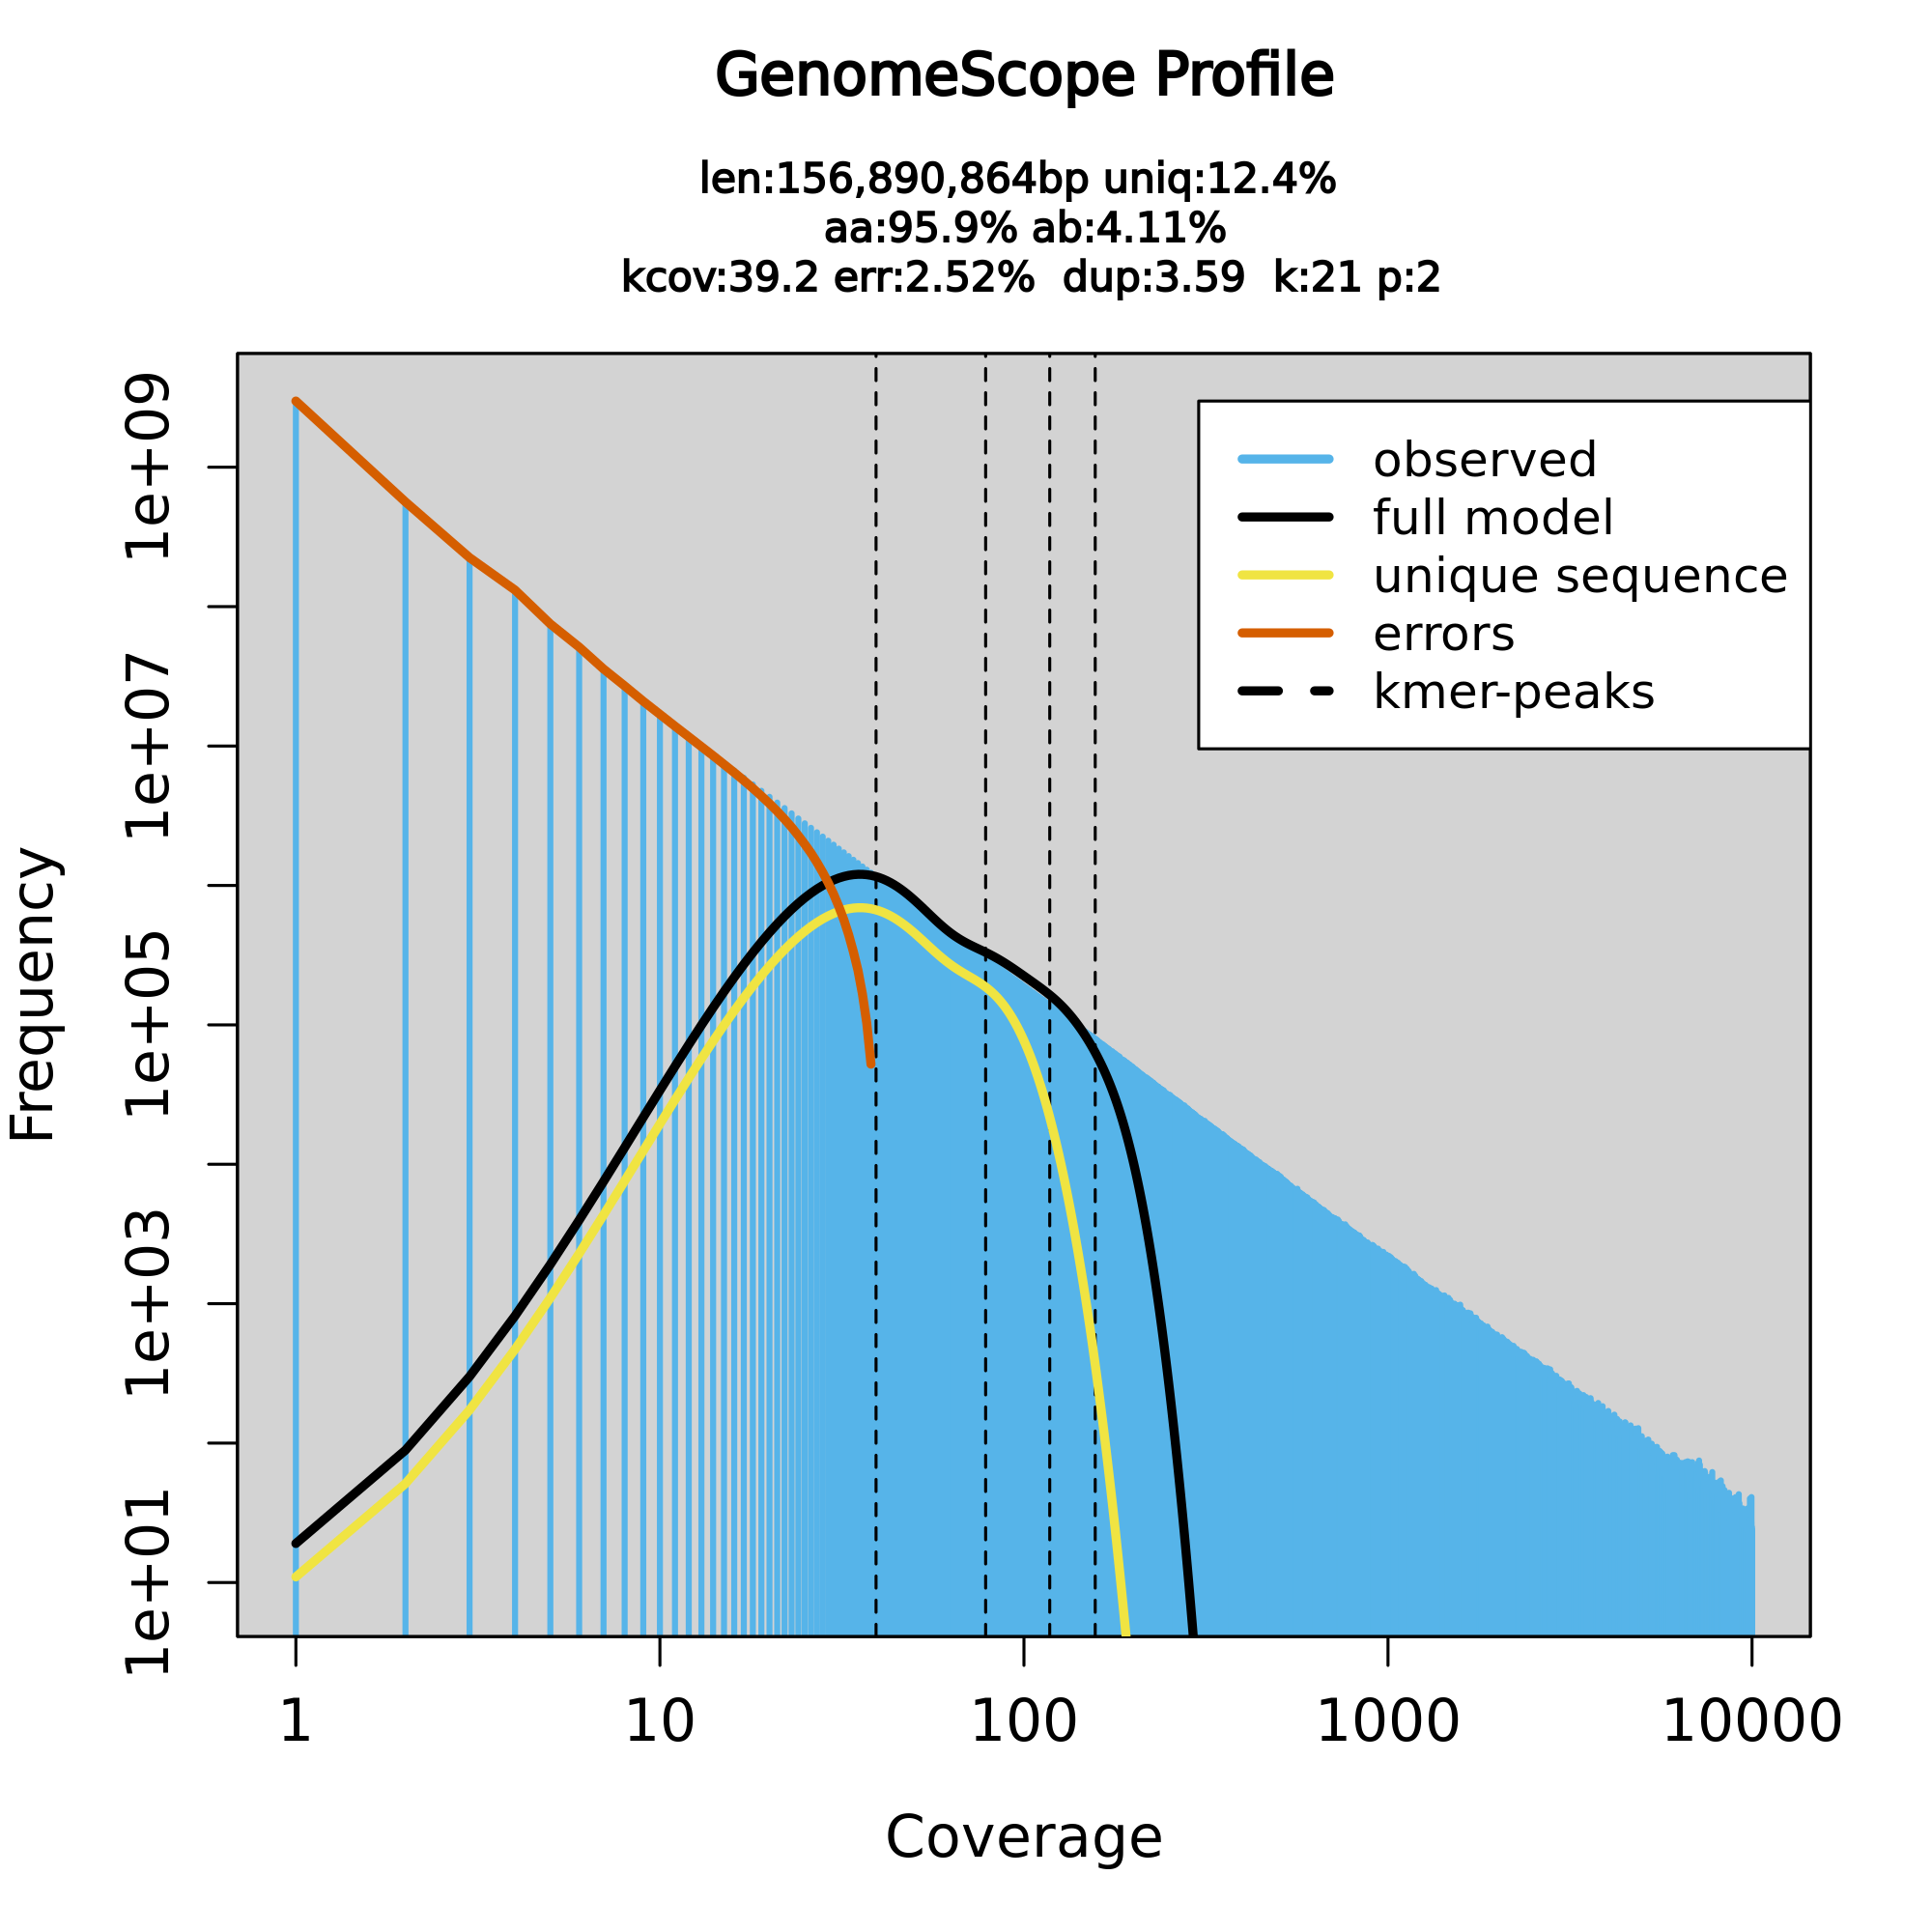 GenomeScope Profile
len:156,890,864bp uniq:12.4%
aa:95.9% ab:4.11%
kcov:39.2 err:2.52% dup:3.59 k:21 p:2
observed
full model
unique sequence
errors
kmer-peaks
Frequency
1e+09
1e+07
1e+05
1e+03
1e+01
1 10 100 1000 10000
Coverage